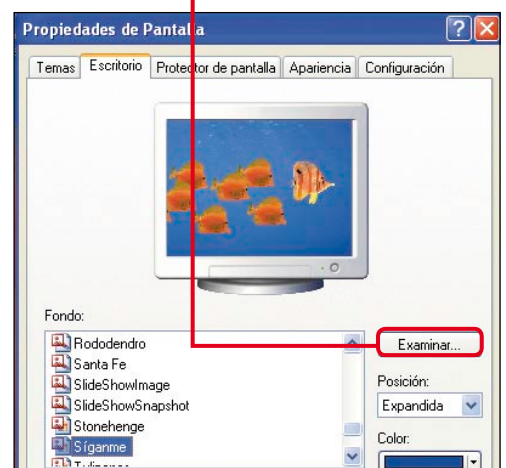 Propiedades de Pantalla
Temas Escritorio Protector de pantalla Apariencia Configuración
Fondo:
Rododendro
Santa Fe
SlideShowImage
SlideShowSnapshot
Stonehenge
Síganme
Examinar...
Posición:
Expandida
Color: